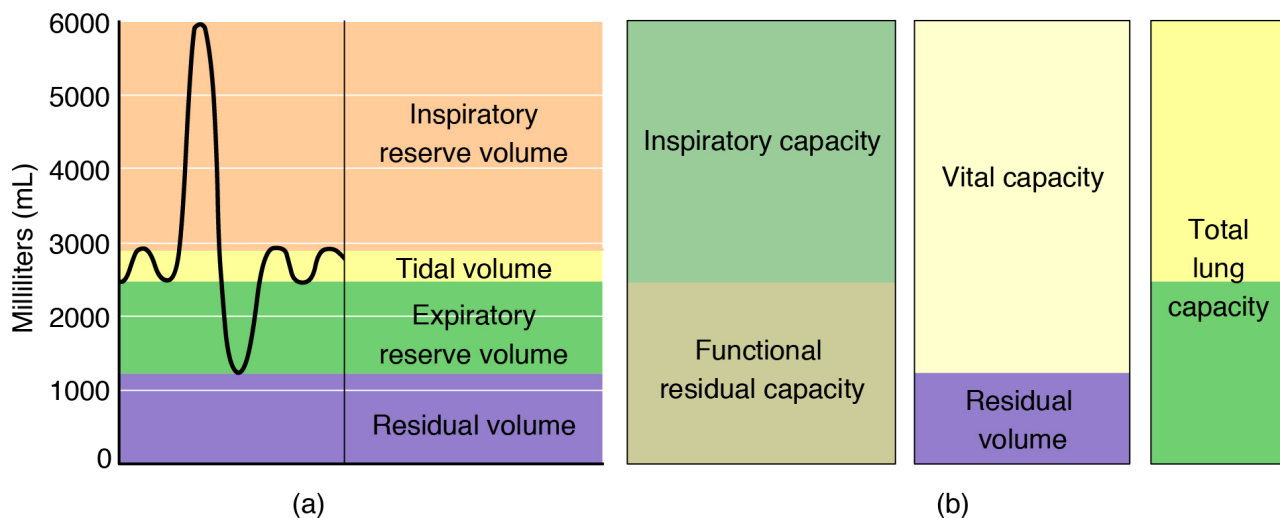 Milliliters (mL)
6000
5000
4000
3000
2000
1000
0
Inspiratory
reserve volume
Tidal volume
Expiratory
reserve volume
Residual volume
(a)
Inspiratory capacity
Functional
residual capacity
Vital capacity
Residual
volume
Total
lung
capacity
(b)